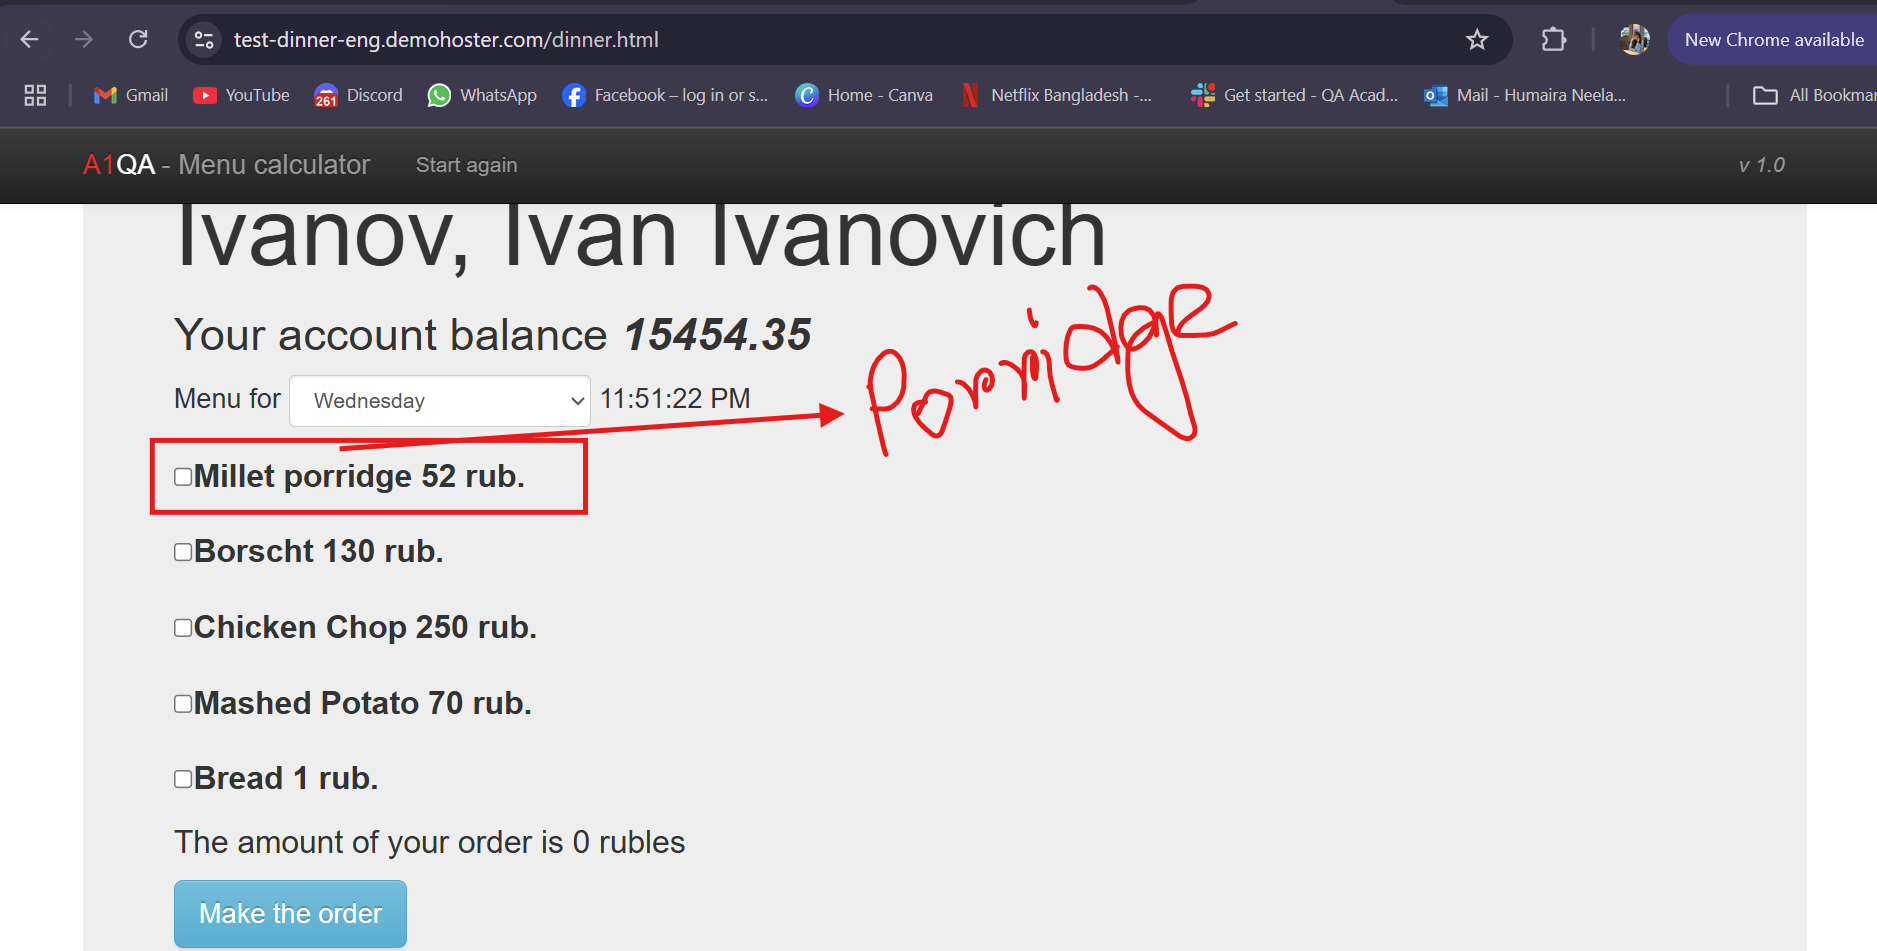 test-dinner-eng.demohoster.com/dinner.html
New Chrome available
Gmail
YouTube
261
Discord
WhatsApp
Facebook – log in or s...
Home - Canva
Netflix Bangladesh -...
Get started - QA Acad...
Mail - Humaira Neela...
All Bookmar
A1QA - Menu calculator
Start again
v 1.0
Ivanov, Ivan Ivanovich
Your account balance 15454.35
Menu for Wednesday 11:51:22 PM
Porridge
Millet porridge 52 rub.
Borscht 130 rub.
Chicken Chop 250 rub.
Mashed Potato 70 rub.
Bread 1 rub.
The amount of your order is 0 rubles
Make the order